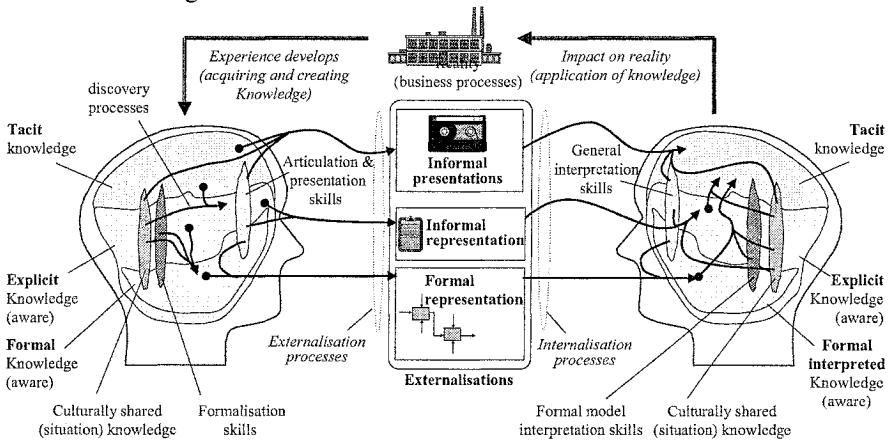 Experience develops
(acquiring and creating
Knowledge)
Reality
(business processes)
Impact on reality
(application of knowledge)
discovery
processes
Tacit
knowledge
Articulation &
presentation
skills
Informal
presentations
General
interpretation
skills
Tacit
knowledge
Informal
representation
Explicit
Knowledge
(aware)
Formal
representation
Explicit
Knowledge
(aware)
Formal
Knowledge
(aware)
Externalisation
processes
Internalisation
processes
Formal
interpreted
Knowledge
(aware)
Externalisations
Culturally shared
(situation) knowledge
Formalisation
skills
Formal model
interpretation skills
Culturally shared
(situation) knowledge